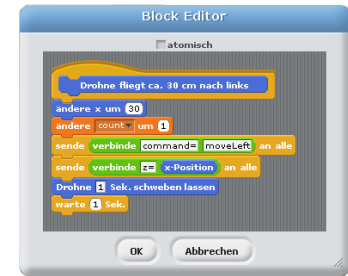 Block Editor
atomisch
Drohne fliegt ca. 30 cm nach links
ändere x um 30
ändere count um 1
sende verbinde command= moveLeft an alle
sende verbinde z= x-Position an alle
Drohne 1 Sek. schweben lassen
warte 1 Sek.
OK Abbrechen